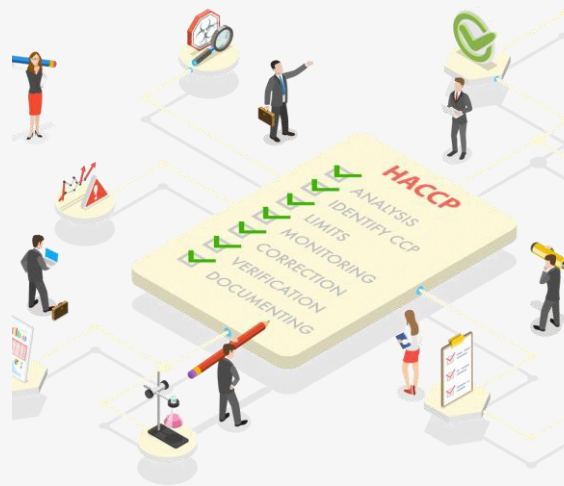 HACCP
ANALYSIS
IDENTIFY CCP
LIMITS
MONITORING
CORRECTION
VERIFICATION
DOCUMENTING